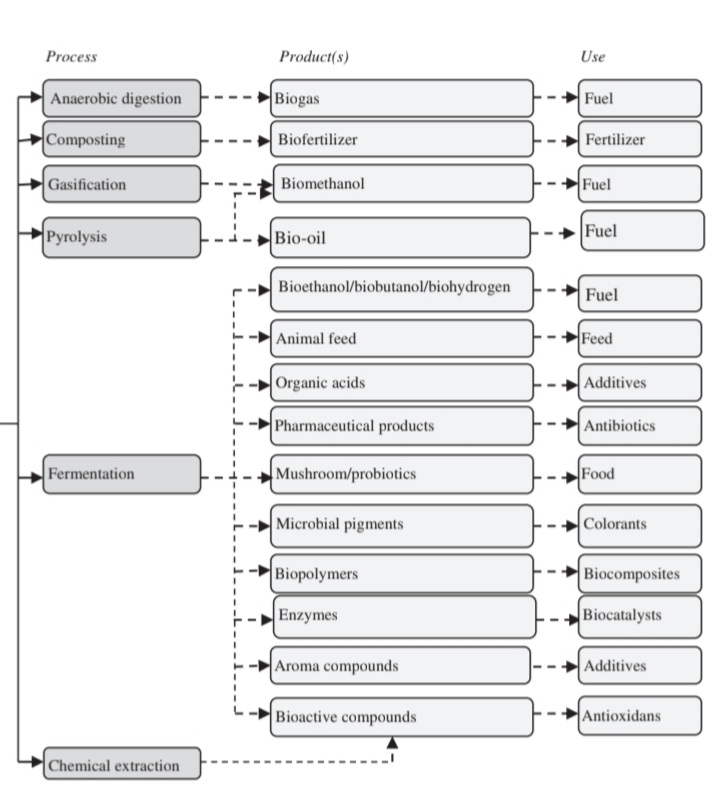 Process Product(s) Use
Anaerobic digestion Biogas Fuel
Composting Biofertilizer Fertilizer
Gasification Biomethanol Fuel
Pyrolysis Bio-oil Fuel
Bioethanol/biobutanol/biohydrogen Fuel
Animal feed Feed
Organic acids Additives
Pharmaceutical products Antibiotics
Fermentation Mushroom/probiotics Food
Microbial pigments Colorants
Biopolymers Biocomposites
Enzymes Biocatalysts
Aroma compounds Additives
Bioactive compounds Antioxidans
Chemical extraction